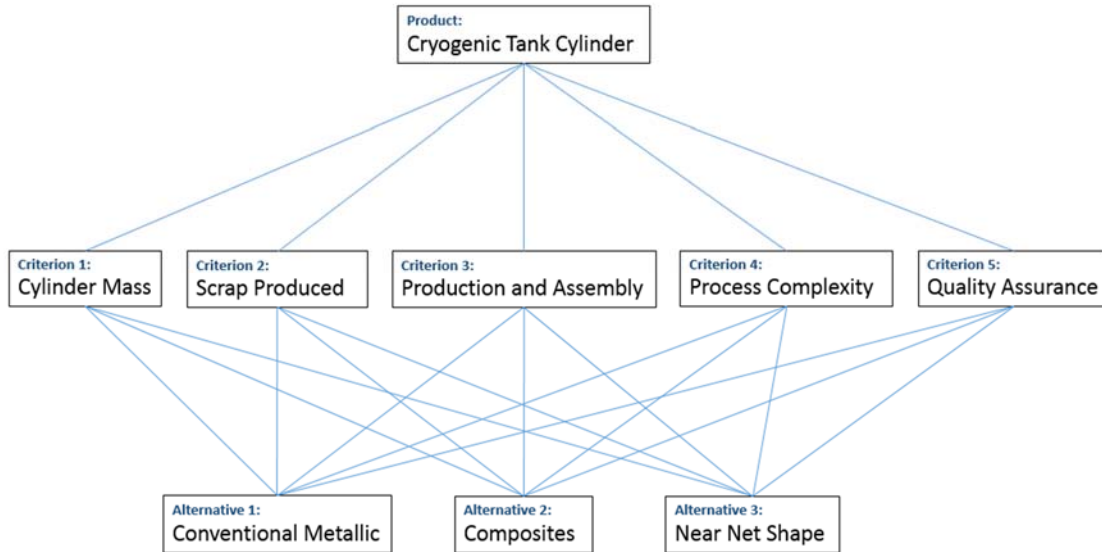 Product:
Cryogenic Tank Cylinder
Criterion 1:
Cylinder Mass
Criterion 2:
Scrap Produced
Criterion 3:
Production and Assembly
Criterion 4:
Process Complexity
Criterion 5:
Quality Assurance
Alternative 1:
Conventional Metallic
Alternative 2:
Composites
Alternative 3:
Near Net Shape